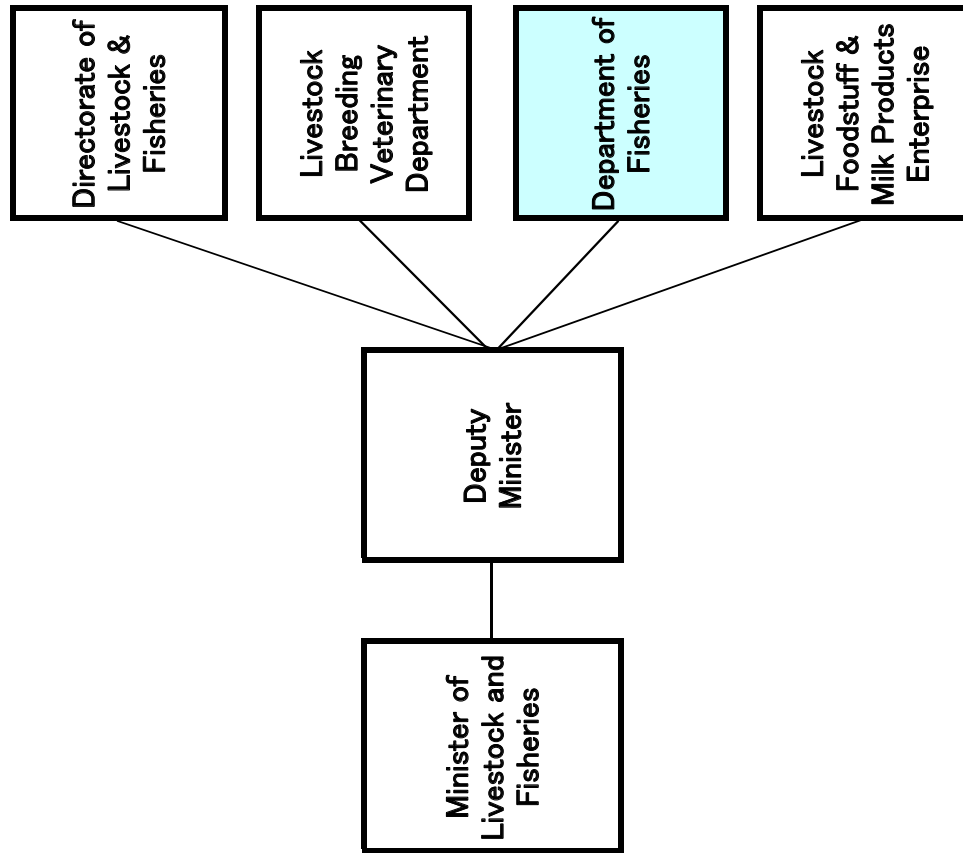 Directorate of
Livestock &
Fisheries
Livestock
Breeding
Veterinary
Department
Department of
Fisheries
Livestock
Foodstuff &
Milk Products
Enterprise
Deputy
Minister
Minister of
Livestock and
Fisheries